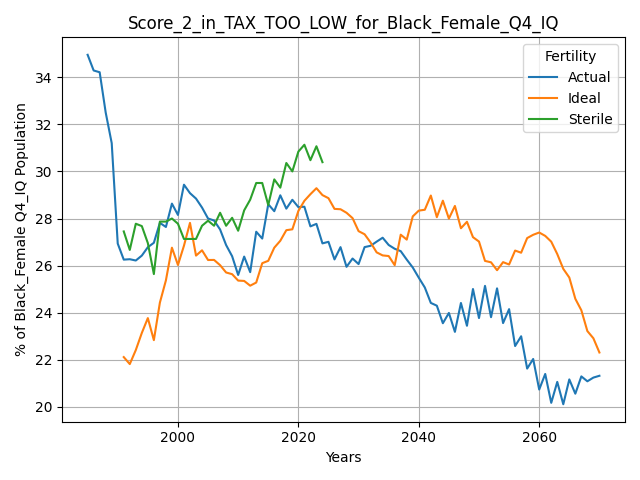 Score_2_in_TAX_TOO_LOW_for_Black_Female_Q4_IQ
Fertility
Actual
Ideal
Sterile
% of Black_Female Q4_IQ Population
34
32
30
28
26
24
22
20
2000
2020
2040
2060
Years